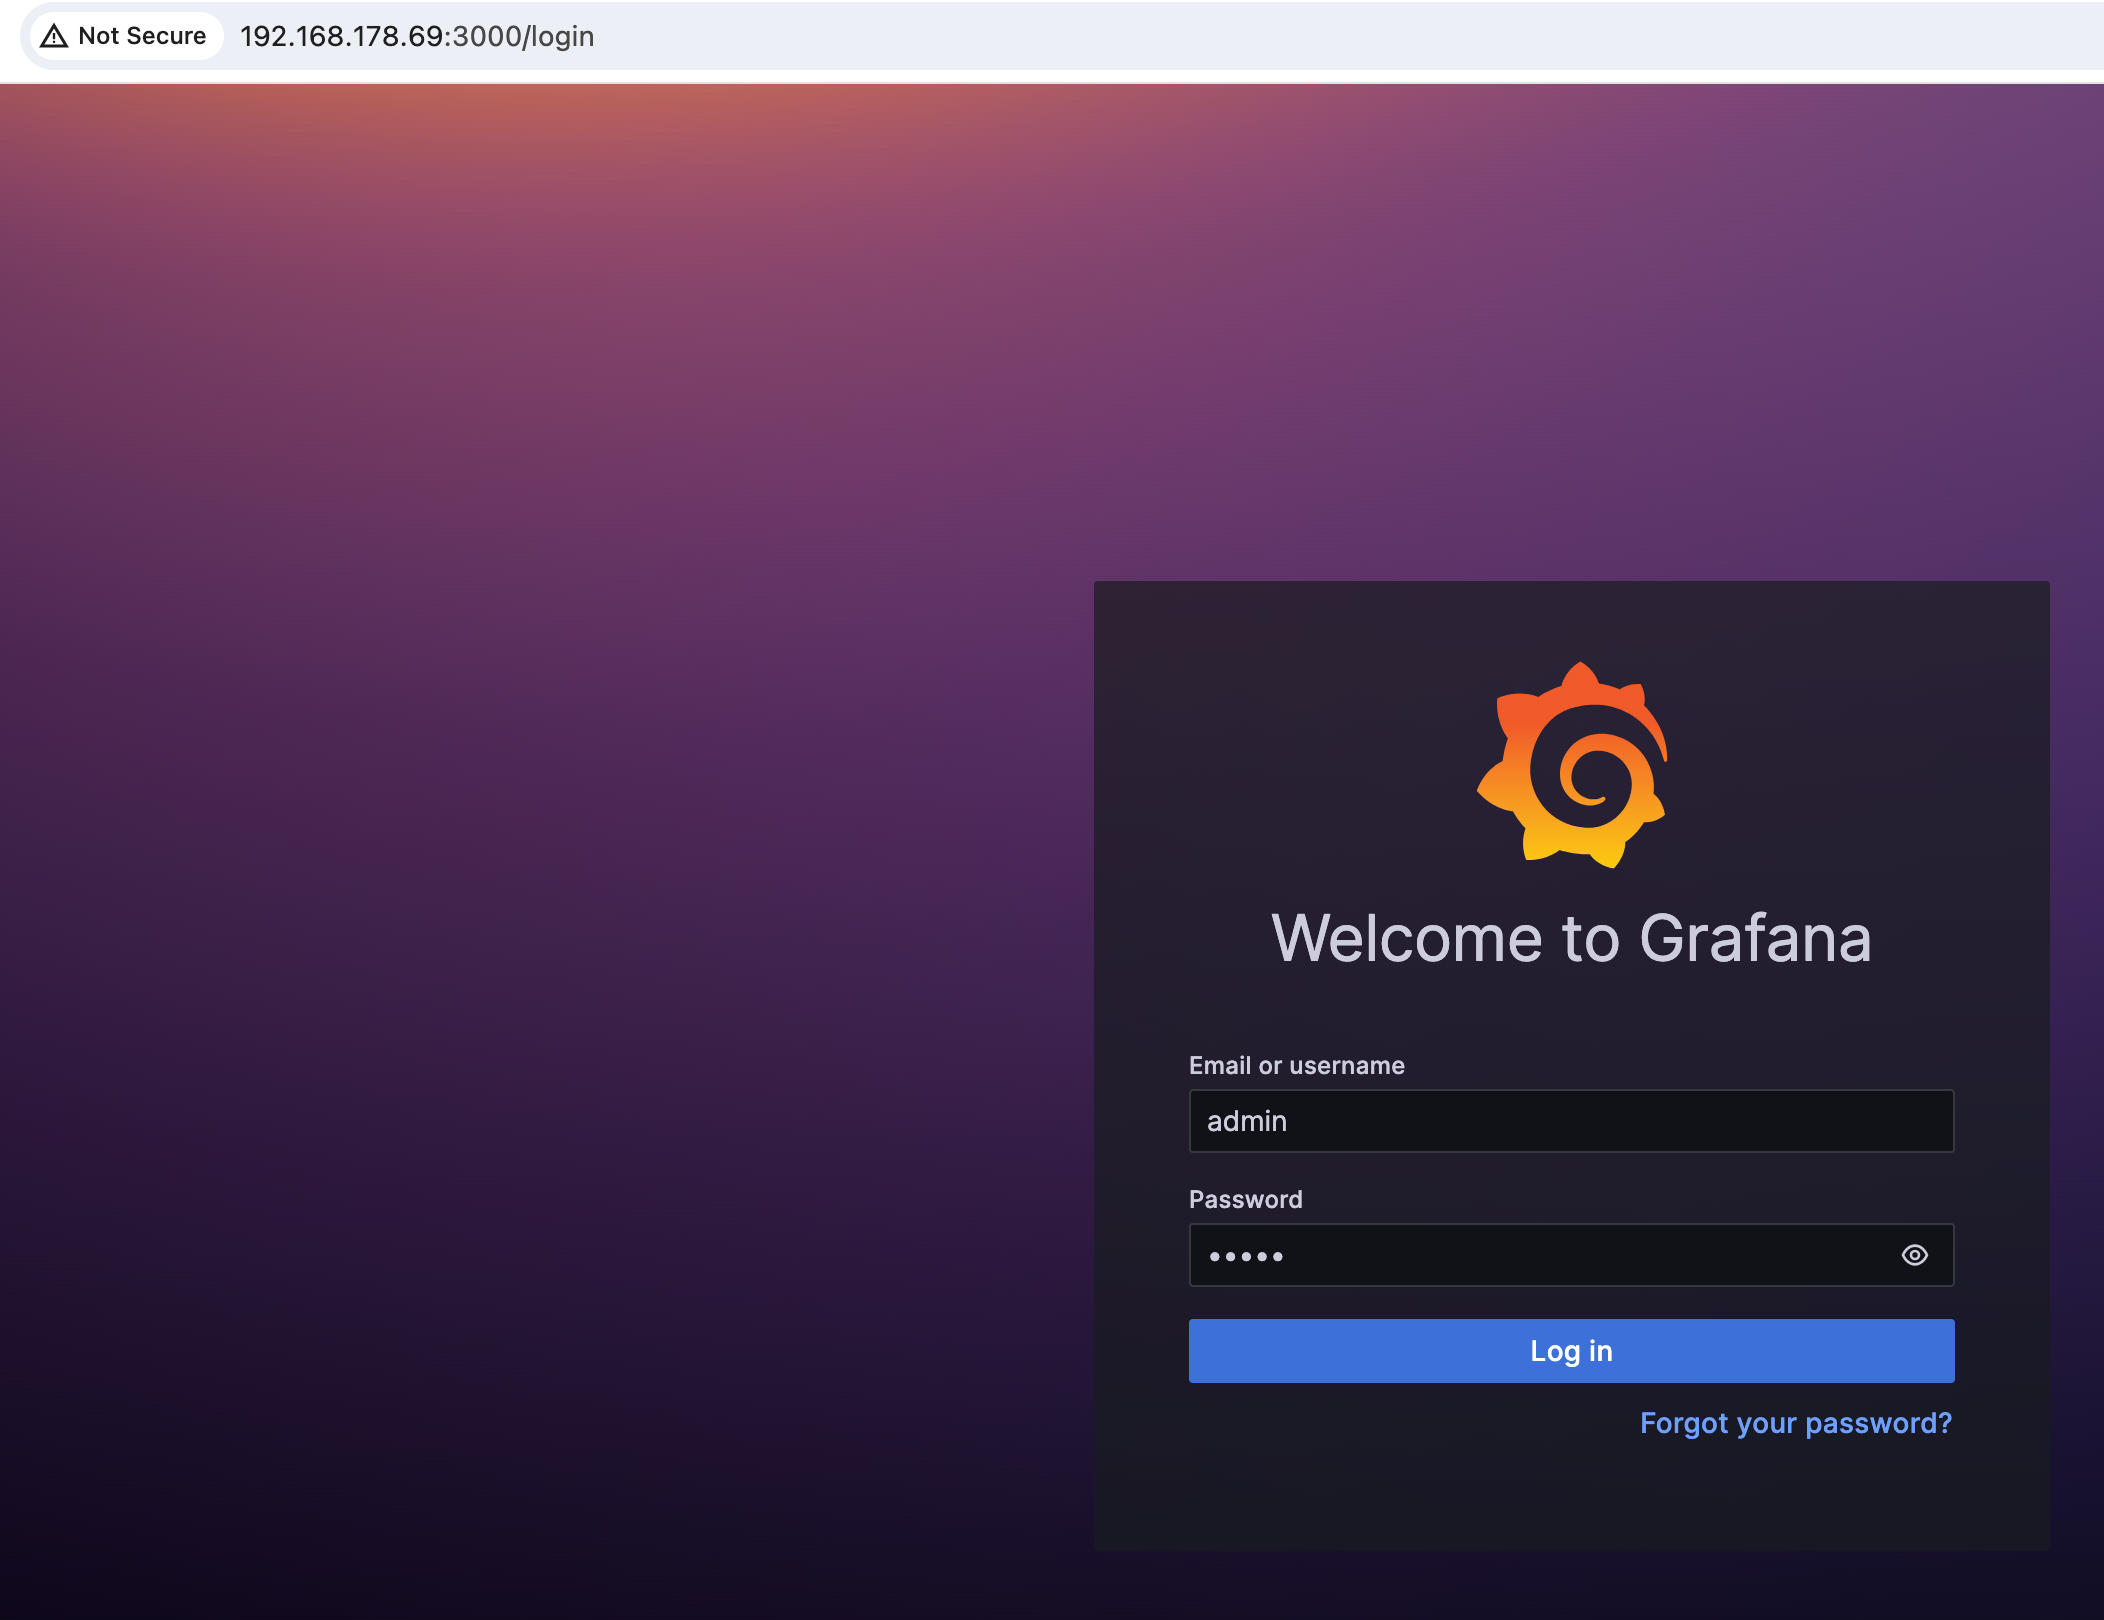 Not Secure 192.168.178.69:3000/login
Welcome to Grafana
Email or username
admin
Password
•••••
Log in
Forgot your password?